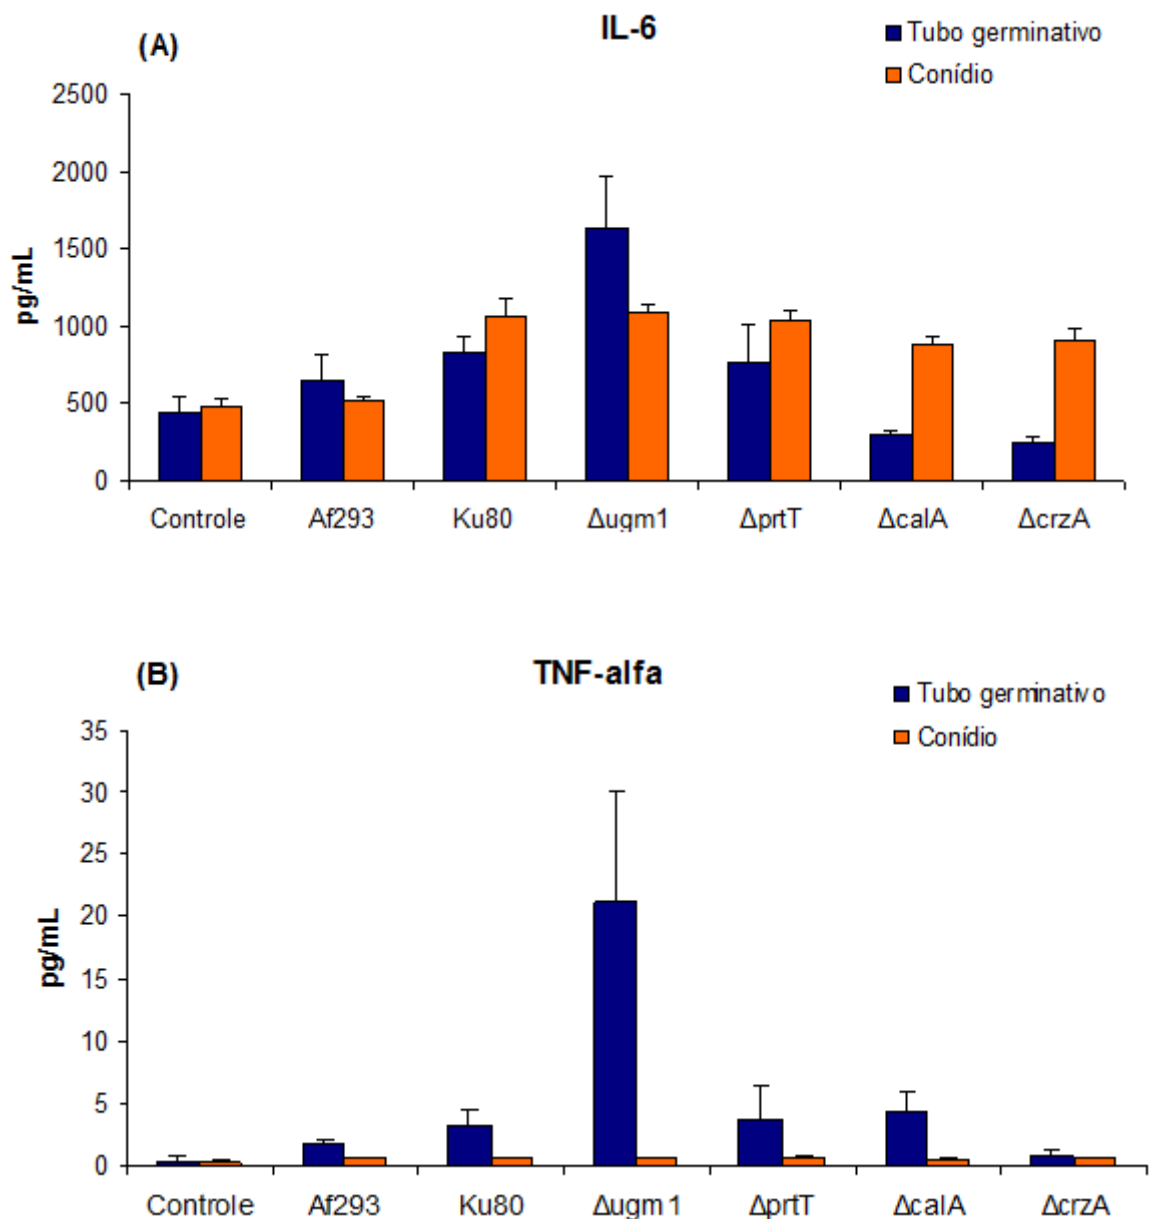 (A)
IL-6
Tubo germinativo
Conídio
pg/mL
2500
2000
1500
1000
500
0
Controle Af293 Ku80 Δugm1 ΔprtT ΔcalA ΔcrzA
(B)
TNF-alfa
Tubo germinativo
Conídio
pg/mL
35
30
25
20
15
10
5
0
Controle Af293 Ku80 Δugm1 ΔprtT ΔcalA ΔcrzA